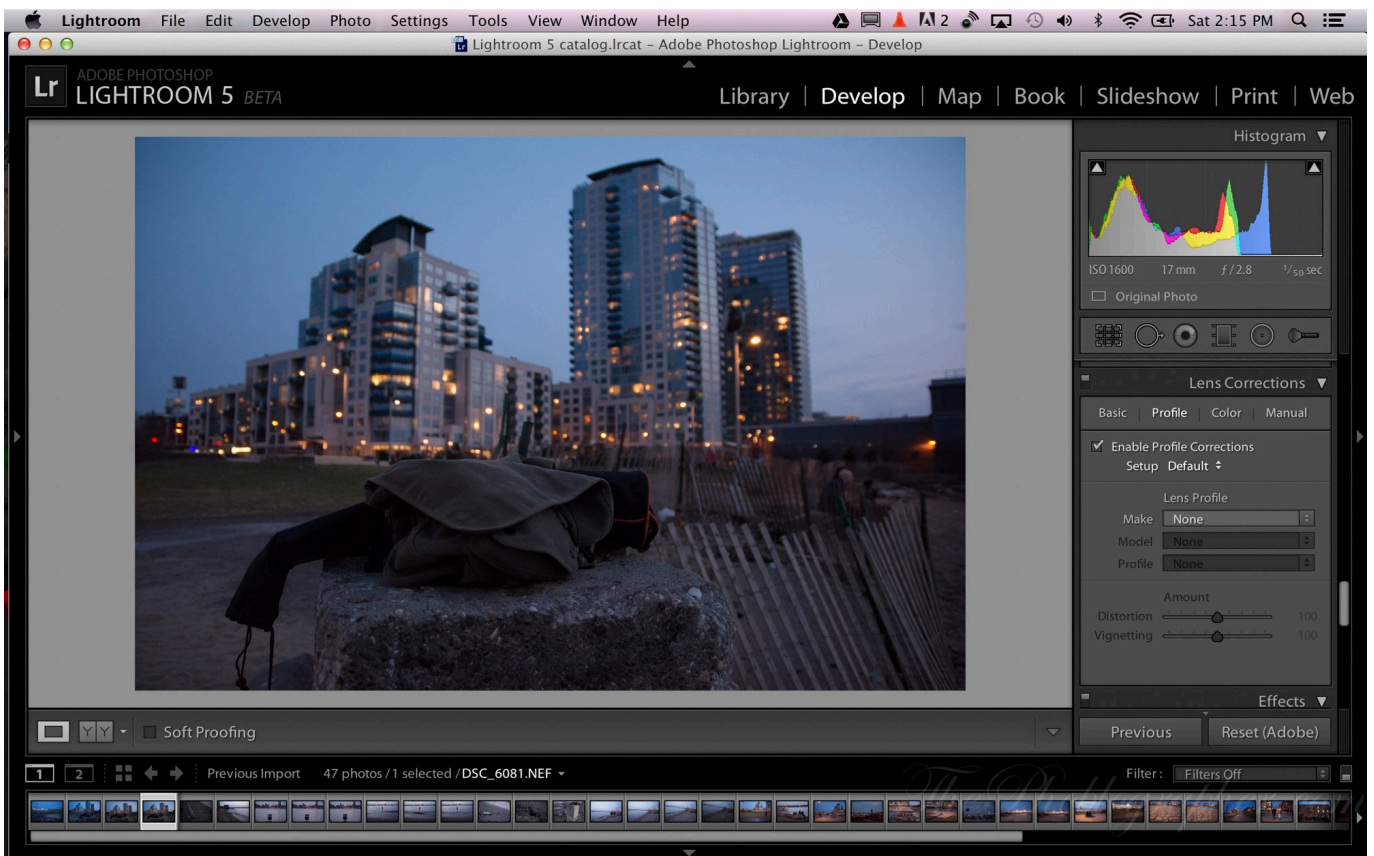 Lightroom File Edit Develop Photo Settings Tools View Window Help 2 Sat 2:15 PM
Lightroom 5 catalog.lrcat – Adobe Photoshop Lightroom – Develop
Lr ADOBE PHOTOSHOP
LIGHTROOM 5 BETA
Library | Develop | Map | Book | Slideshow | Print | Web
Histogram
ISO 1600 17 mm ƒ / 2.8 1/50 sec
Original Photo
Lens Corrections
Basic | Profile | Color | Manual
Enable Profile Corrections
Setup Default
Lens Profile
Make None
Model None
Profile None
Amount
Distortion 100
Vignetting 100
Effects
Y Y Soft Proofing
Previous Reset (Adobe)
1 2 Previous Import 47 photos / 1 selected / DSC_6081.NEF Filter : Filters Off
The Phoblographer.com